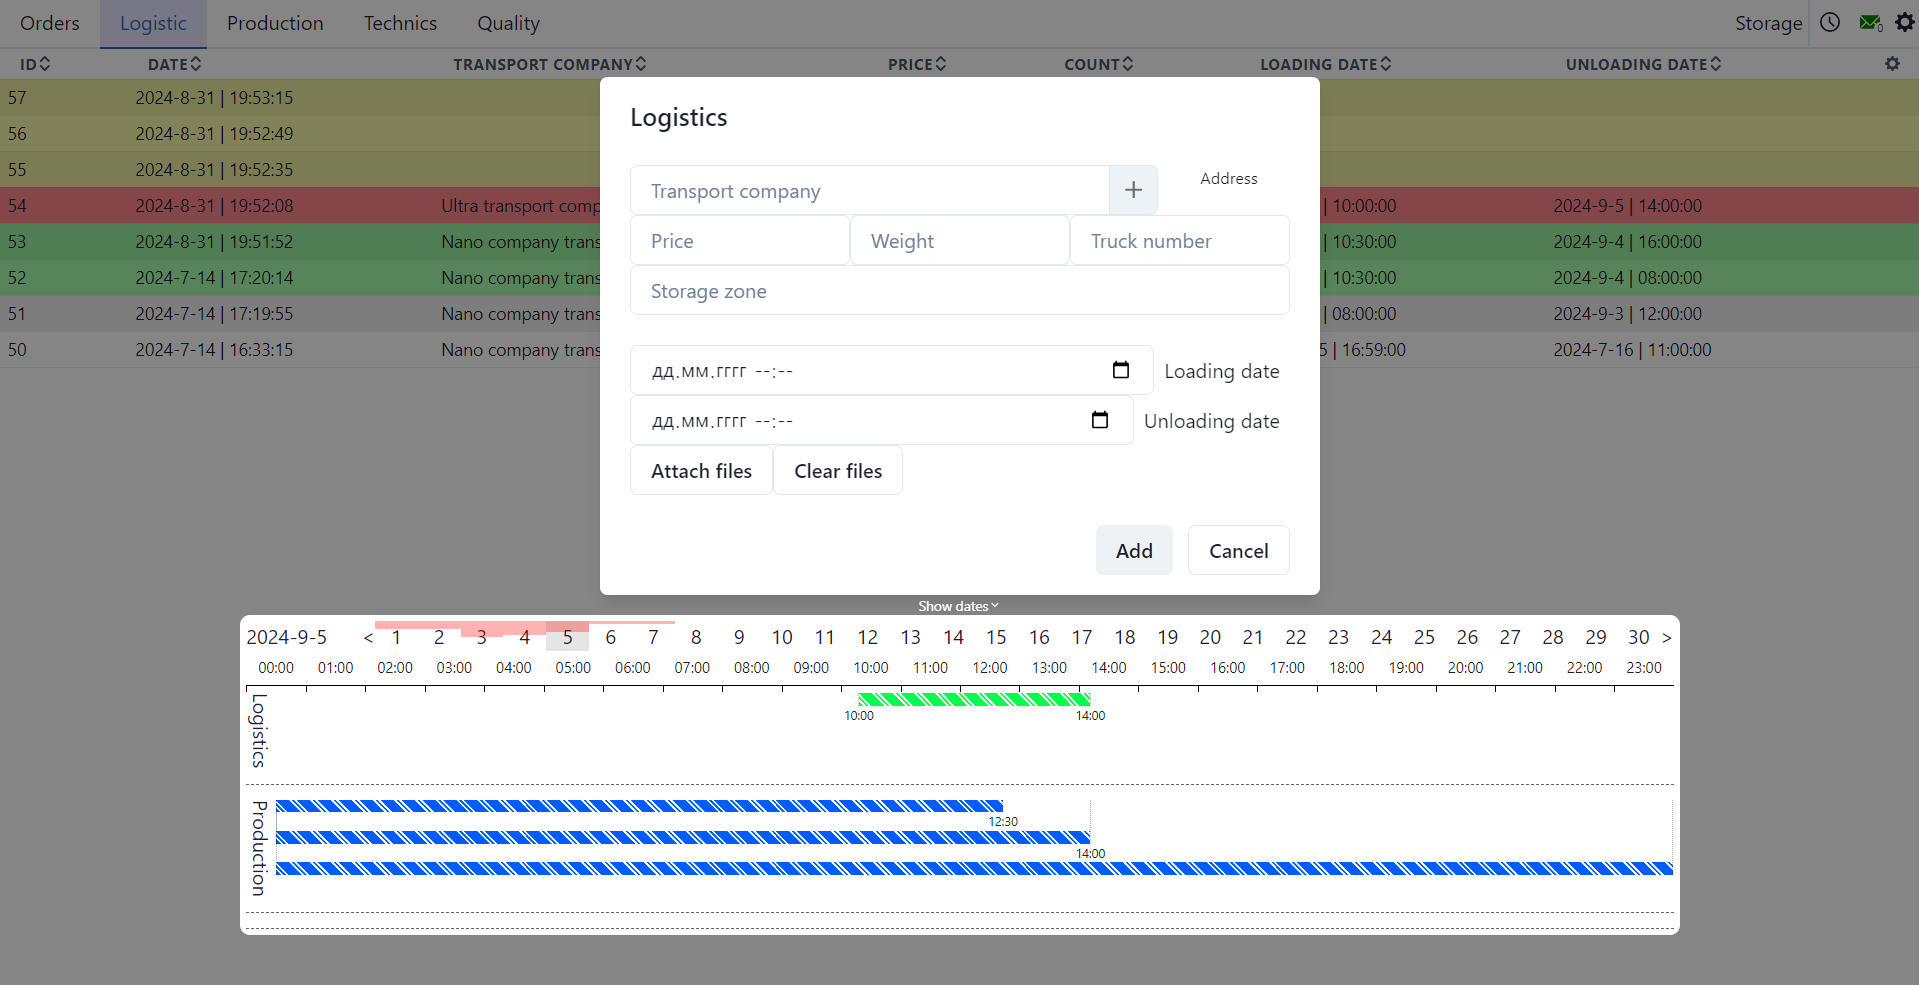 Orders Logistic Production Technics Quality Storage 0
ID DATE TRANSPORT COMPANY PRICE COUNT LOADING DATE UNLOADING DATE
57 2024-8-31 | 19:53:15
56 2024-8-31 | 19:52:49
55 2024-8-31 | 19:52:35
54 2024-8-31 | 19:52:08 Ultra transport comp | 10:00:00 2024-9-5 | 14:00:00
53 2024-8-31 | 19:51:52 Nano company trans | 10:30:00 2024-9-4 | 16:00:00
52 2024-7-14 | 17:20:14 Nano company trans | 10:30:00 2024-9-4 | 08:00:00
51 2024-7-14 | 17:19:55 Nano company trans | 08:00:00 2024-9-3 | 12:00:00
50 2024-7-14 | 16:33:15 Nano company trans 5 | 16:59:00 2024-7-16 | 11:00:00
Logistics
Transport company + Address
Price Weight Truck number
Storage zone
дд.мм.гггг --:-- Loading date
дд.мм.гггг --:-- Unloading date
Attach files Clear files
Add Cancel
Show dates
2024-9-5 < 1 2 3 4 5 6 7 8 9 10 11 12 13 14 15 16 17 18 19 20 21 22 23 24 25 26 27 28 29 30 >
00:00 01:00 02:00 03:00 04:00 05:00 06:00 07:00 08:00 09:00 10:00 11:00 12:00 13:00 14:00 15:00 16:00 17:00 18:00 19:00 20:00 21:00 22:00 23:00
Logistics
10:00 14:00
Production
12:30
14:00